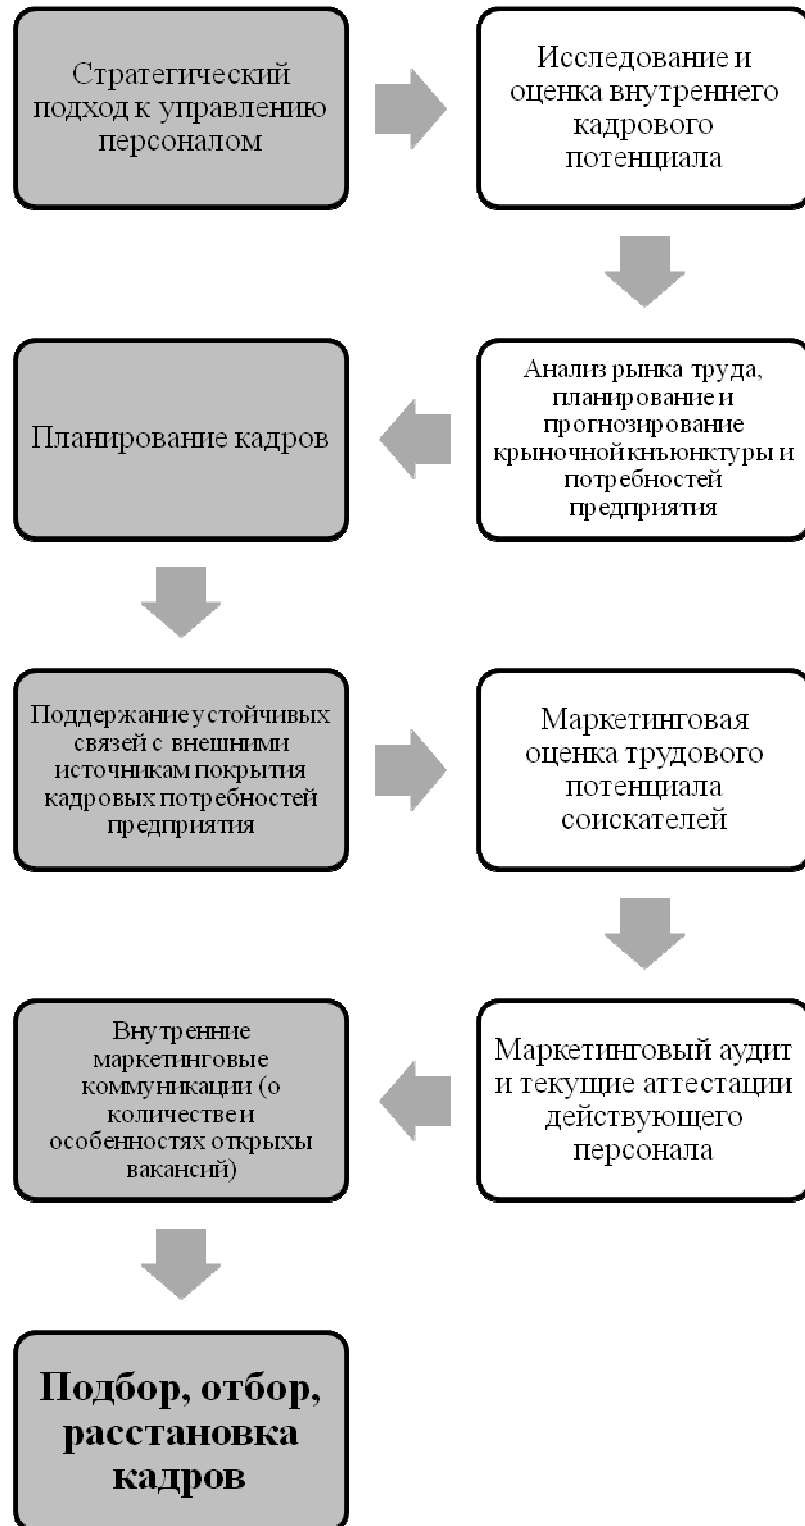 Стратегический
подход к управлению
персоналом
Исследование и
оценка внутреннего
кадрового
потенциала
Анализ рынка труда,
планирование и
прогнозирование
крыночной кнъюнктуры и
потребностей
предприятия
Планирование кадров
Поддержание устойчивых
связей с внешними
источникам покрытия
кадровых потребностей
предприятия
Маркетинговая
оценка трудового
потенциала
соискателей
Маркетинговый аудит
и текущие аттестации
действующего
персонала
Внутренние
маркетинговые
коммуникации (о
количестве и
особенностях открыхы
вакансий)
Подбор, отбор,
расстановка
кадров